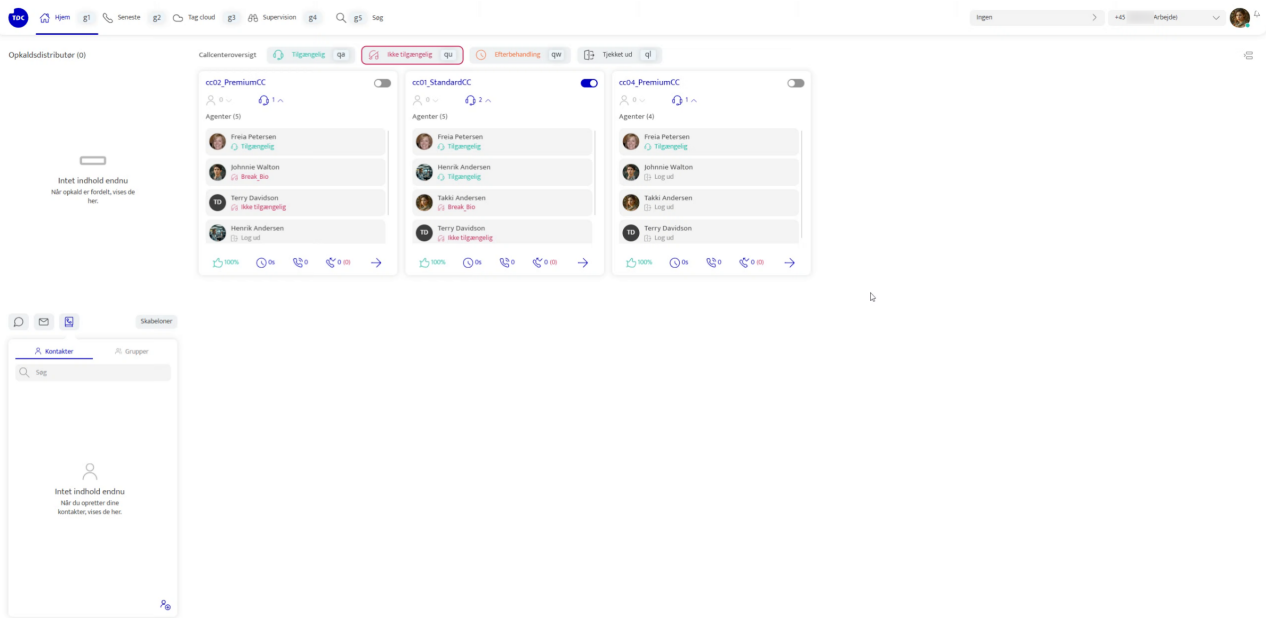 TDC Hjem g1 Seneste g2 Tag cloud g3 Supervision g4 g5 Søg Ingen +45 Arbejde)
Opkaldsdistributør (0)
Callcenteroversigt Tilgængelig qa Ikke tilgængelig qu Efterbehandling qw Tjekket ud ql
Intet indhold endnu
Når opkald er fordelt, vises de
her.
cc02_PremiumCC
0 1
Agenter (5)
Freia Petersen
Tilgængelig
Johnnie Walton
Break_Bio
TD Terry Davidson
Ikke tilgængelig
Henrik Andersen
Log ud
100% 0s 0 0 (0)
cc01_StandardCC
0 2
Agenter (5)
Freia Petersen
Tilgængelig
Henrik Andersen
Tilgængelig
Takki Andersen
Break_Bio
TD Terry Davidson
Ikke tilgængelig
100% 0s 0 0 (0)
cc04_PremiumCC
0 1
Agenter (4)
Freia Petersen
Tilgængelig
Johnnie Walton
Log ud
Takki Andersen
Log ud
TD Terry Davidson
Log ud
100% 0s 0 0 (0)
Skabeloner
Kontakter Grupper
Søg
Intet indhold endnu
Når du opretter dine
kontakter, vises de her.